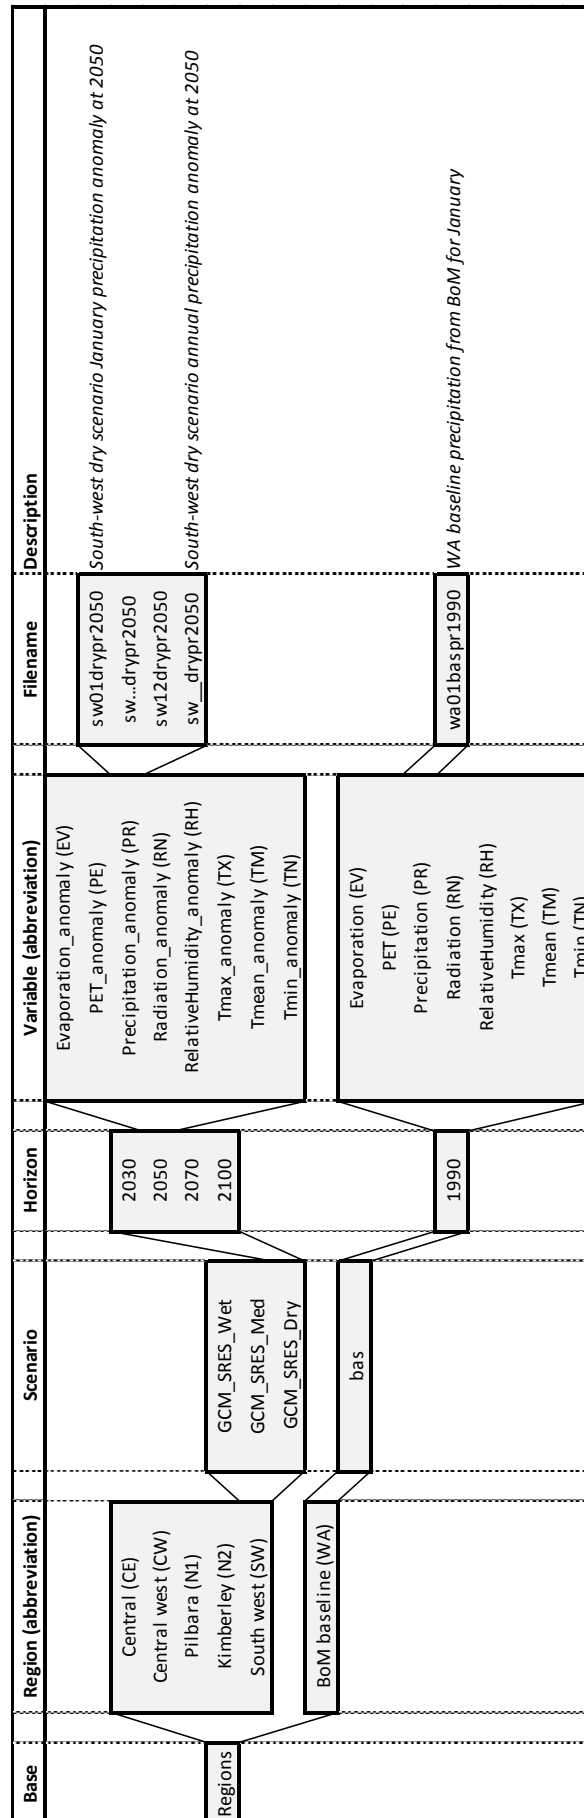 Base
Region (abbreviation)
Scenario
Horizon
Variable (abbreviation)
Filename
Description
Regions
Central (CE)
Central west (CW)
Pilbara (N1)
Kimberley (N2)
South west (SW)
BoM baseline (WA)
GCM_SRES_Wet
GCM_SRES_Med
GCM_SRES_Dry
bas
2030
2050
2070
2100
1990
Evaporation_anomaly (EV)
PET_anomaly (PE)
Precipitation_anomaly (PR)
Radiation_anomaly (RN)
RelativeHumidity_anomaly (RH)
Tmax_anomaly (TX)
Tmean_anomaly (TM)
Tmin_anomaly (TN)
Evaporation (EV)
PET (PE)
Precipitation (PR)
Radiation (RN)
RelativeHumidity (RH)
Tmax (TX)
Tmean (TM)
Tmin (TN)
sw01drypr2050
sw...drypr2050
sw12drypr2050
sw__drypr2050
wa01baspr1990
South-west dry scenario January precipitation anomaly at 2050
South-west dry scenario annual precipitation anomaly at 2050
WA baseline precipitation from BoM for January